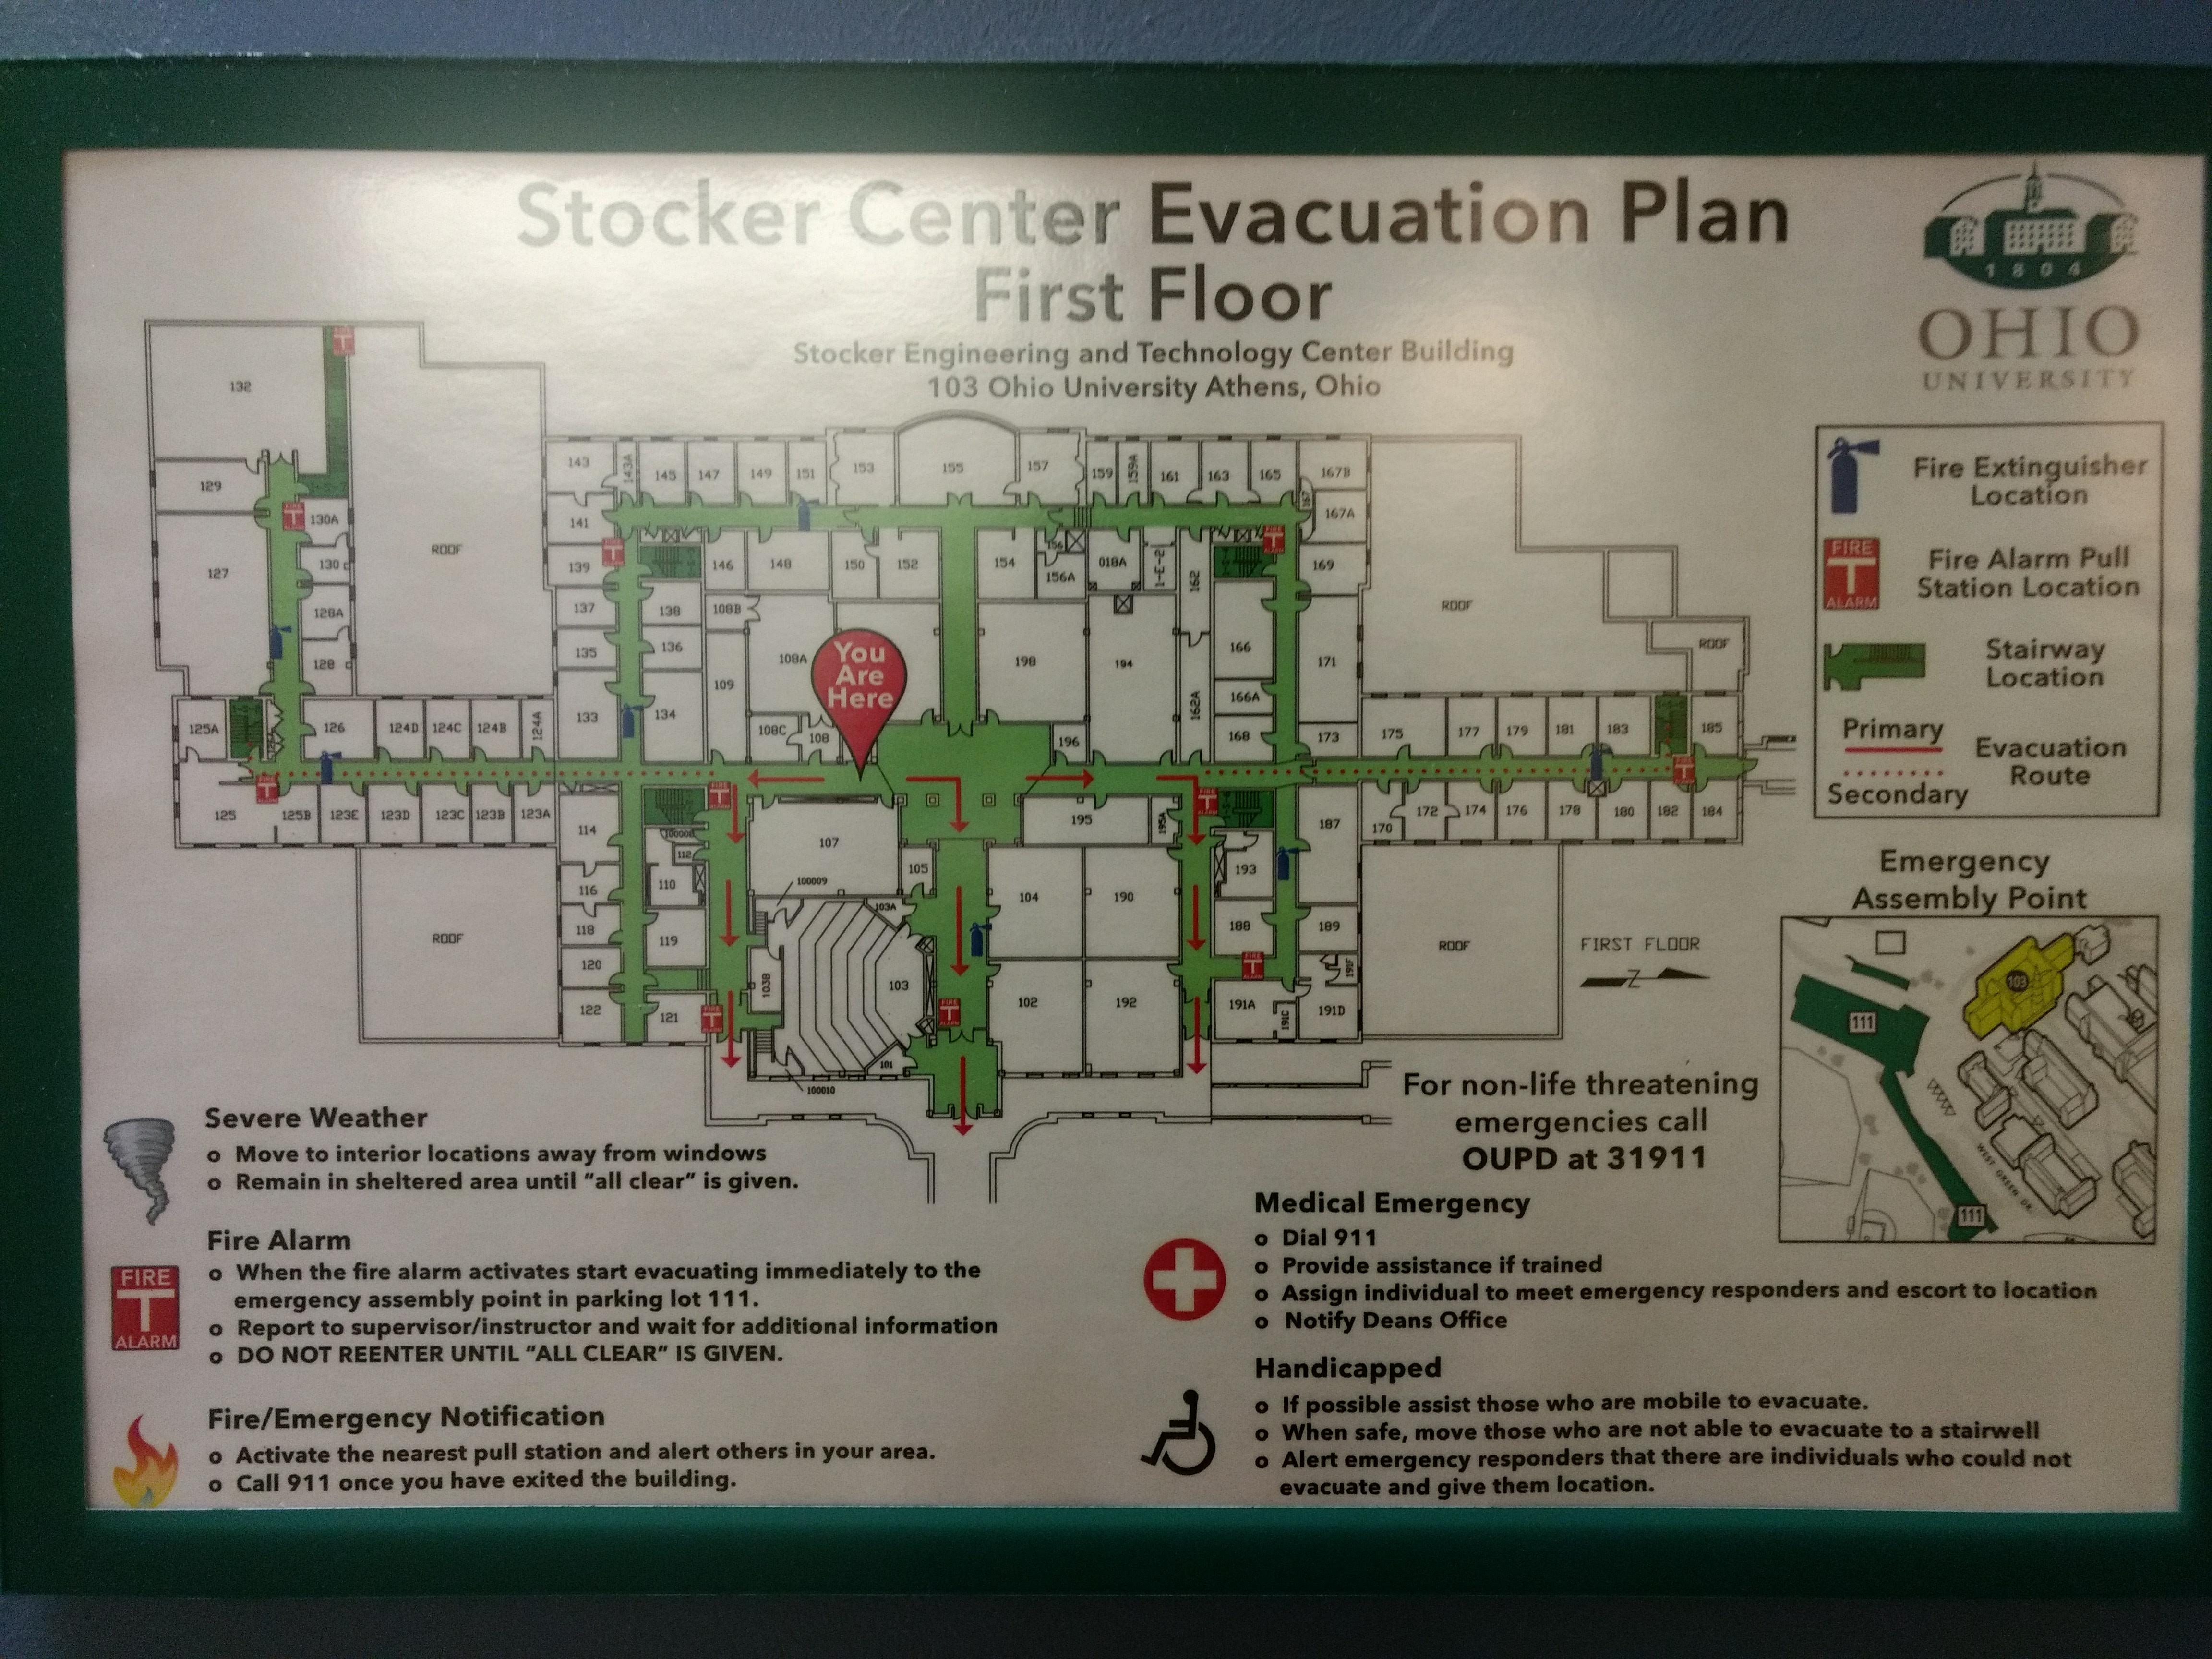 Stocker Center Evacuation Plan
First Floor
Stocker Engineering and Technology Center Building
103 Ohio University Athens, Ohio
1804
OHIO
UNIVERSITY
Fire Extinguisher
Location
FIRE
ALARM
Fire Alarm Pull
Station Location
Stairway
Location
Primary
Evacuation
Route
Secondary
132
129
127
130A
130
128A
128
ROOF
143
143A
145
147
149
151
153
155
157
159
159A
161
163
165
167B
167
167A
141
139
137
135
133
146
148
150
152
154
156
156A
018A
1-E-2
162
169
138
136
134
108B
108A
109
108C
108
You
Are
Here
198
194
196
162A
166
166A
168
171
173
ROOF
ROOF
125A
126
124D
124C
124B
124A
175
177
179
181
183
185
125
125B
123E
123D
123C
123B
123A
114
107
195
195A
187
170
172
174
176
178
180
182
184
112
110
116
118
119
120
122
121
105
100009
103A
103
103B
101
100010
104
190
102
192
193
188
189
191A
191C
191D
191F
ROOF
ROOF
FIRST FLOOR
Z
Emergency
Assembly Point
103
111
WEST GREEN DR.
111
For non-life threatening
emergencies call
OUPD at 31911
Severe Weather
o Move to interior locations away from windows
o Remain in sheltered area until "all clear" is given.
Fire Alarm
FIRE
ALARM
o When the fire alarm activates start evacuating immediately to the
emergency assembly point in parking lot 111.
o Report to supervisor/instructor and wait for additional information
o DO NOT REENTER UNTIL "ALL CLEAR" IS GIVEN.
Fire/Emergency Notification
o Activate the nearest pull station and alert others in your area.
o Call 911 once you have exited the building.
Medical Emergency
o Dial 911
o Provide assistance if trained
o Assign individual to meet emergency responders and escort to location
o Notify Deans Office
Handicapped
o If possible assist those who are mobile to evacuate.
o When safe, move those who are not able to evacuate to a stairwell
o Alert emergency responders that there are individuals who could not
evacuate and give them location.